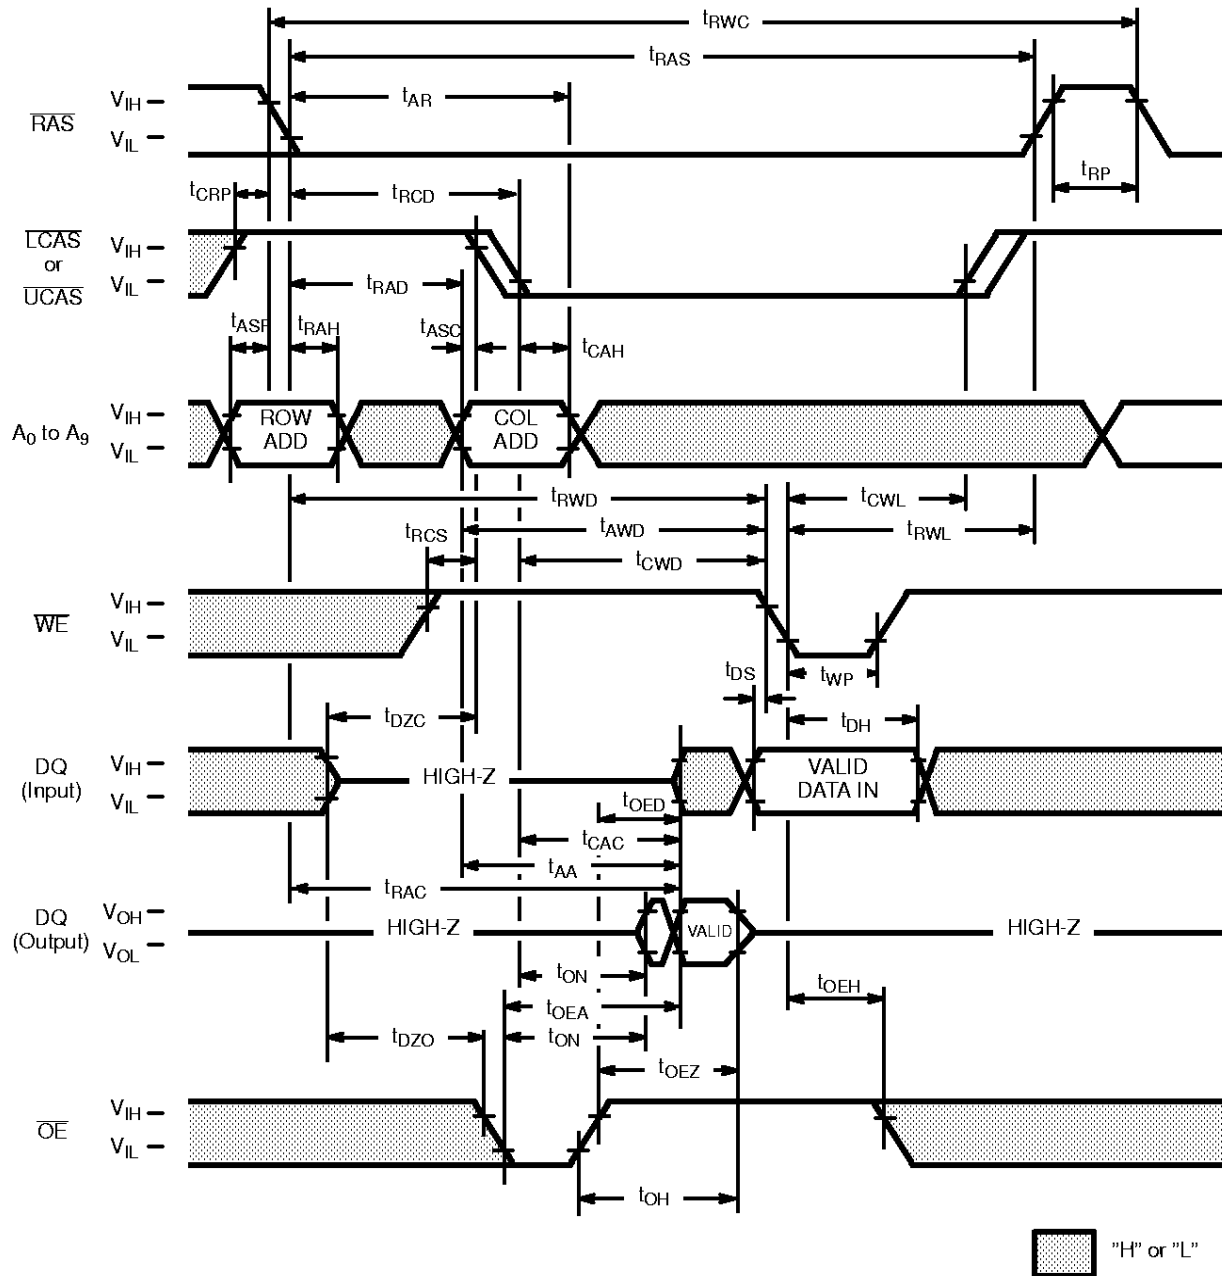 tRWC
tRAS
tAR
RAS
VIH
VIL
tCRP
tRCD
tRP
LCAS
or
UCAS
VIH
VIL
tRAD
tASR
tRAH
tASC
tCAH
A0 to A9
VIH
VIL
ROW
ADD
COL
ADD
tRWD
tCWL
tRCS
tAWD
tRWL
tCWD
WE
VIH
VIL
tDS
tWP
tDZC
tDH
DQ
(Input)
VIH
VIL
HIGH-Z
VALID
DATA IN
tOED
tCAC
tAA
tRAC
DQ
(Output)
VOH
VOL
HIGH-Z
VALID
HIGH-Z
tON
tOEH
tOEA
tDZO
tON
tOEZ
OE
VIH
VIL
tOH
"H" or "L"